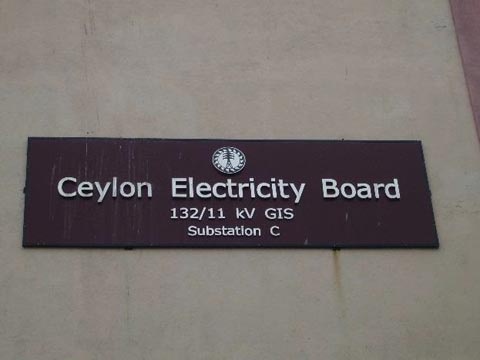 Ceylon Electricity Board
132/11 kV GIS
Substation C